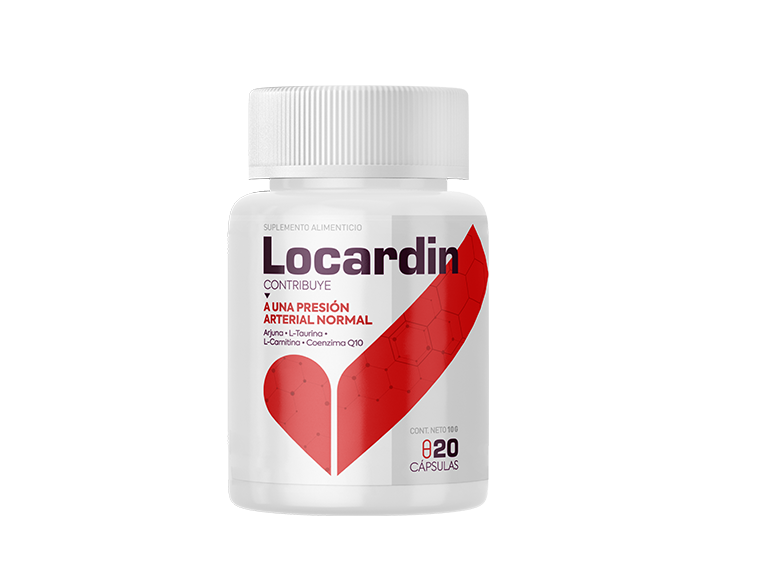 SUPLEMENTO ALIMENTICIO
Locardin
CONTRIBUYE
A UNA PRESIÓN
ARTERIAL NORMAL
Arjuna • L-Taurina •
L-Carnitina • Coenzima Q10
CONT. NETO 10 G
20
CÁPSULAS